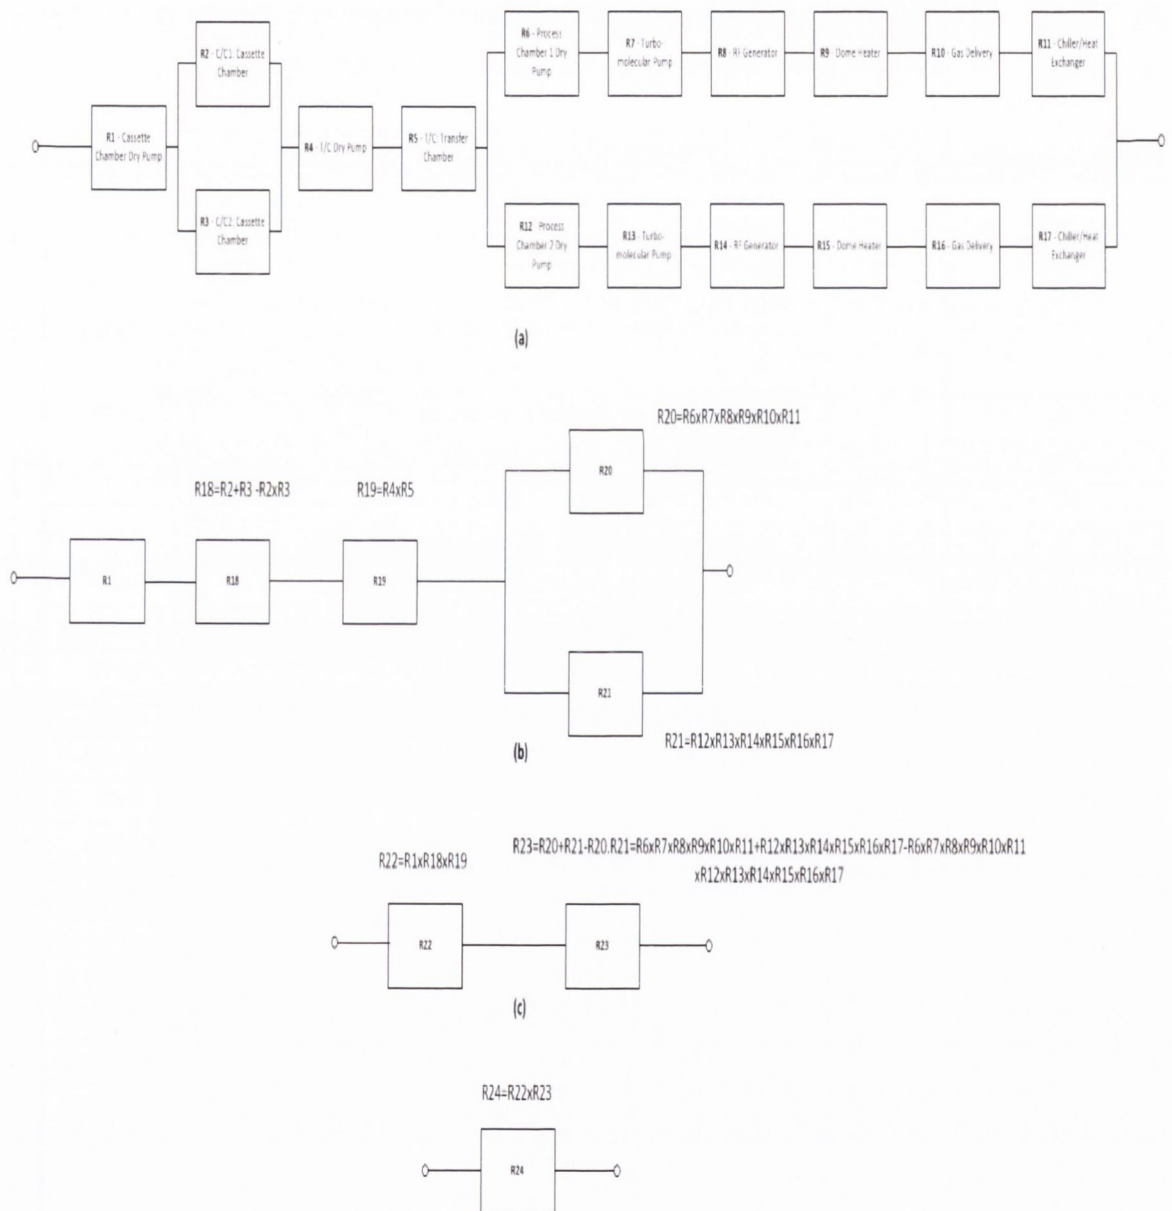 R2 - C/C1: Cassette
Chamber
R1 - Cassette
Chamber Dry Pump
R3 - C/C2: Cassette
Chamber
R4 - T/C Dry Pump
R5 - T/C: Transfer
Chamber
R6 - Process
Chamber 1 Dry
Pump
R7 - Turbo-
molecular Pump
R8 - RF Generator
R9 - Dome Heater
R10 - Gas Delivery
R11 - Chiller/Heat
Exchanger
R12 - Process
Chamber 2 Dry
Pump
R13 - Turbo-
molecular Pump
R14 - RF Generator
R15 - Dome Heater
R16 - Gas Delivery
R17 - Chiller/Heat
Exchanger
(a)
R20=R6xR7xR8xR9xR10xR11
R20
R18=R2+R3 -R2xR3
R19=R4xR5
R1
R18
R19
R21
R21=R12xR13xR14xR15xR16xR17
(b)
R22=R1xR18xR19
R23=R20+R21-R20.R21=R6xR7xR8xR9xR10xR11+R12xR13xR14xR15xR16xR17-R6xR7xR8xR9xR10xR11
xR12xR13xR14xR15xR16xR17
R22
R23
(c)
R24=R22xR23
R24